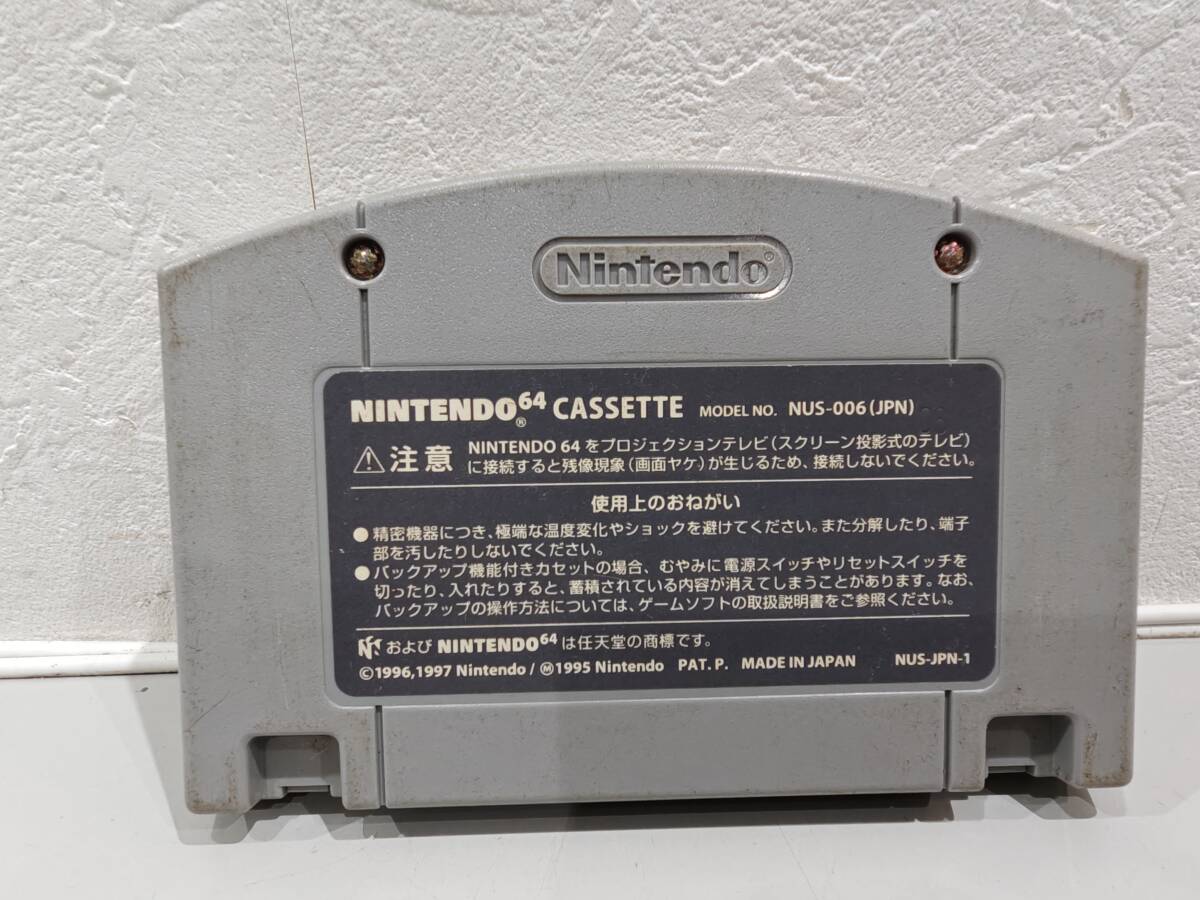 Nintendo®
NINTENDO64® CASSETTE MODEL NO. NUS-006(JPN)
⚠注意 NINTENDO 64 をプロジェクションテレビ(スクリーン投影式のテレビ)
に接続すると残像現象(画面ヤケ)が生じるため、接続しないでください。
使用上のおねがい
●精密機器につき、極端な温度変化やショックを避けてください。また分解したり、端子
部を汚したりしないでください。
●バックアップ機能付きカセットの場合、むやみに電源スイッチやリセットスイッチを
切ったり、入れたりすると、蓄積されている内容が消えてしまうことがあります。なお、
バックアップの操作方法については、ゲームソフトの取扱説明書をご参照ください。
および NINTENDO64 は任天堂の商標です。
©1996,1997 Nintendo/Ⓜ1995 Nintendo PAT. P. MADE IN JAPAN NUS-JPN-1